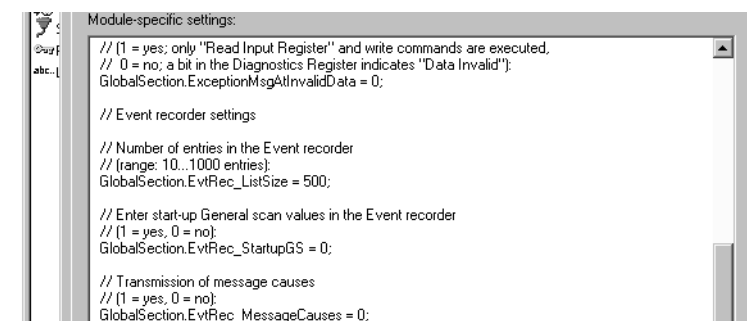 Module-specific settings:
// (1 = yes; only "Read Input Register" and write commands are executed,
//  0 = no; a bit in the Diagnostics Register indicates "Data Invalid"):
GlobalSection.ExceptionMsgAtInvalidData = 0;
// Event recorder settings
// Number of entries in the Event recorder
// (range: 10...1000 entries):
GlobalSection.EvtRec_ListSize = 500;
// Enter start-up General scan values in the Event recorder
// (1 = yes, 0 = no):
GlobalSection.EvtRec_StartupGS = 0;
// Transmission of message causes
// (1 = yes, 0 = no):
GlobalSection.EvtRec_MessageCauses = 0;
abc..